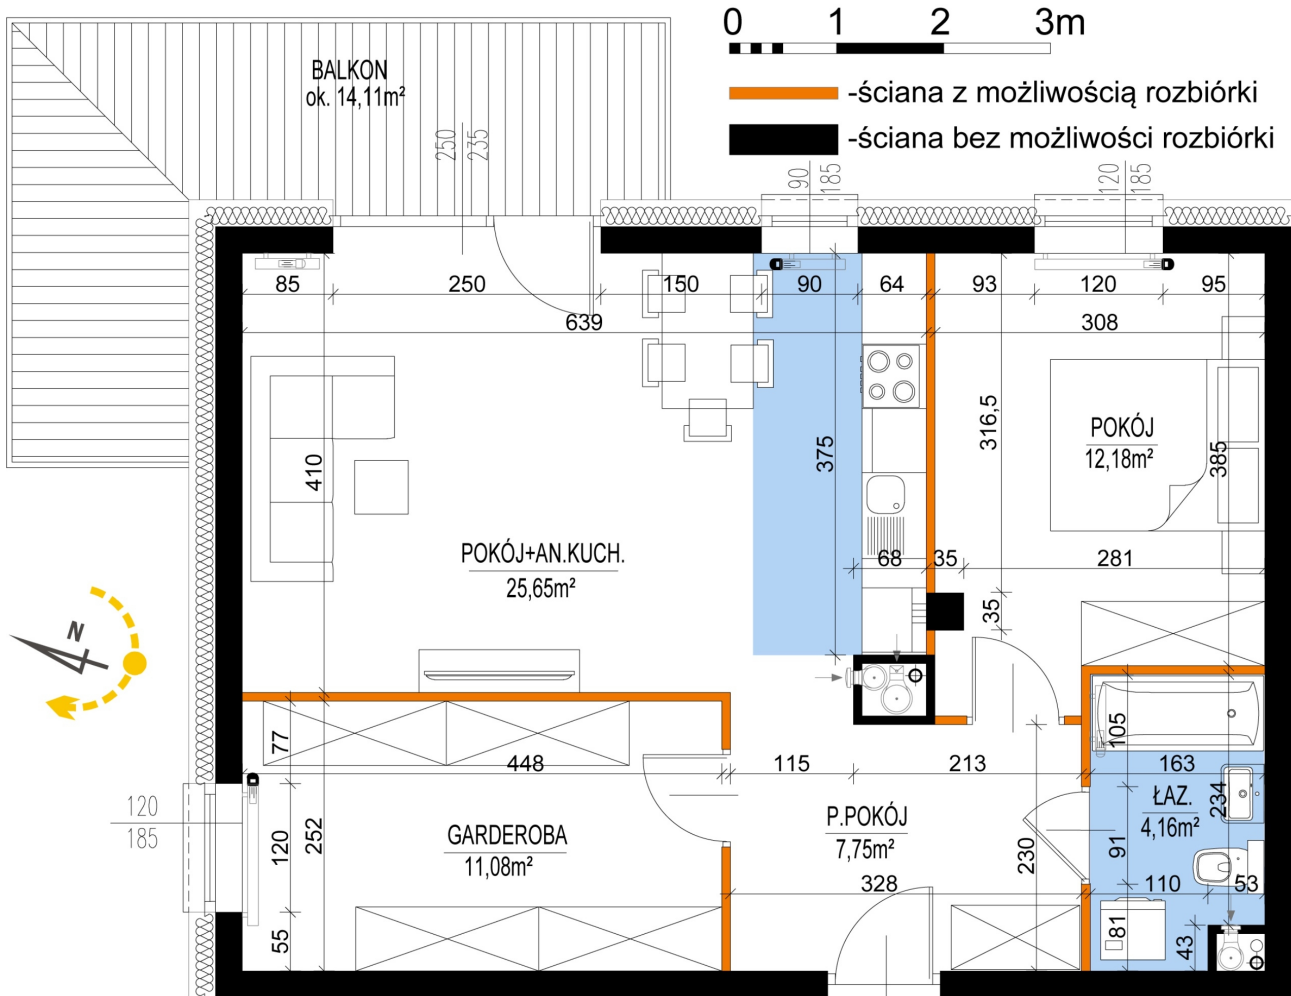 0 1 2 3m
-ściana z możliwością rozbiórki
-ściana bez możliwości rozbiórki
BALKON
ok. 14,11m²
250
235
90
185
120
185
85 250 150 90 64 93 120 95
639 308
410
375
316,5
385
POKÓJ
12,18m²
POKÓJ+AN.KUCH.
25,65m²
68 35 281
35
N
77
448 115 213 163
105
234
120
185
120
252
GARDEROBA
11,08m²
P.POKÓJ
7,75m²
ŁAZ.
4,16m²
230
91
328 110 53
55
81
43